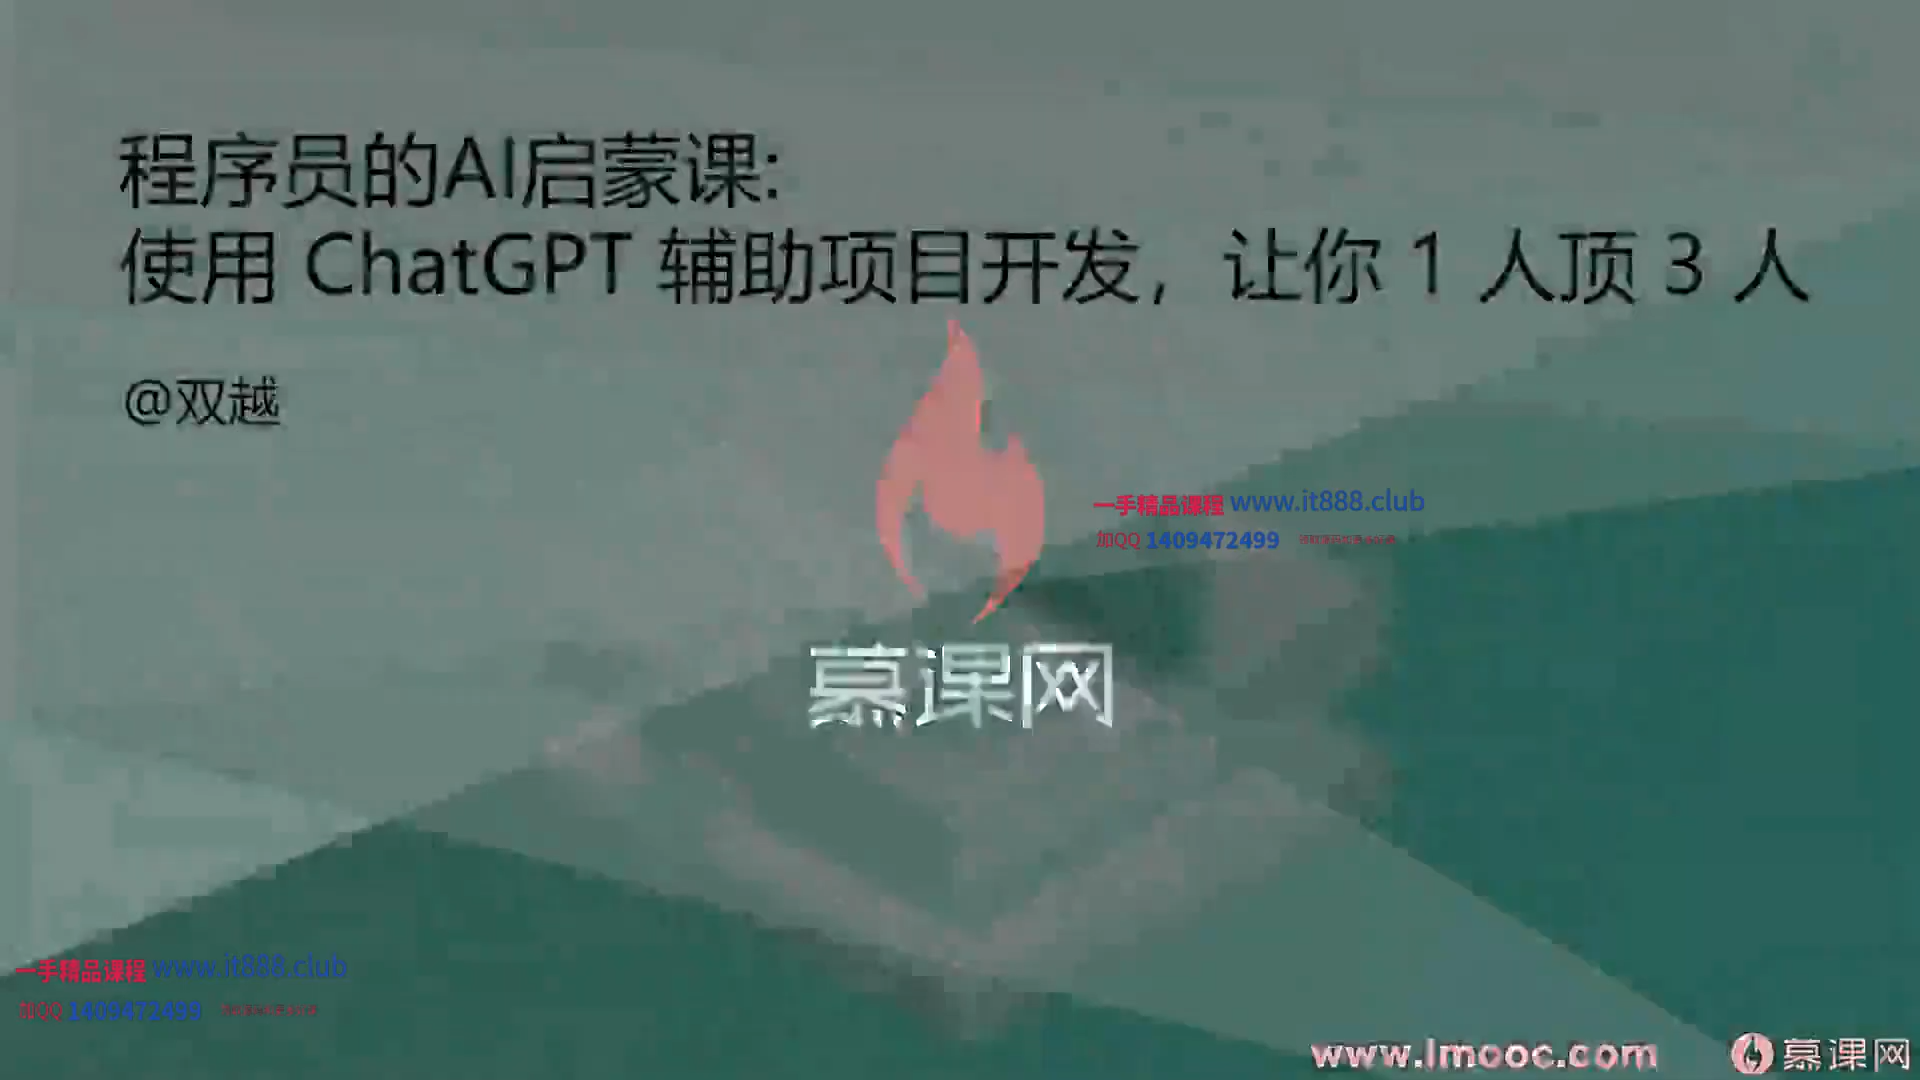 程序员的AI启蒙课:
使用 ChatGPT 辅助项目开发，让你 1 人顶 3 人
@双越
一手精品课程 www.it888.club
加QQ 1409472499
慕课网
一手精品课程 www.it888.club
加QQ 1409472499
www.imooc.com 慕课网